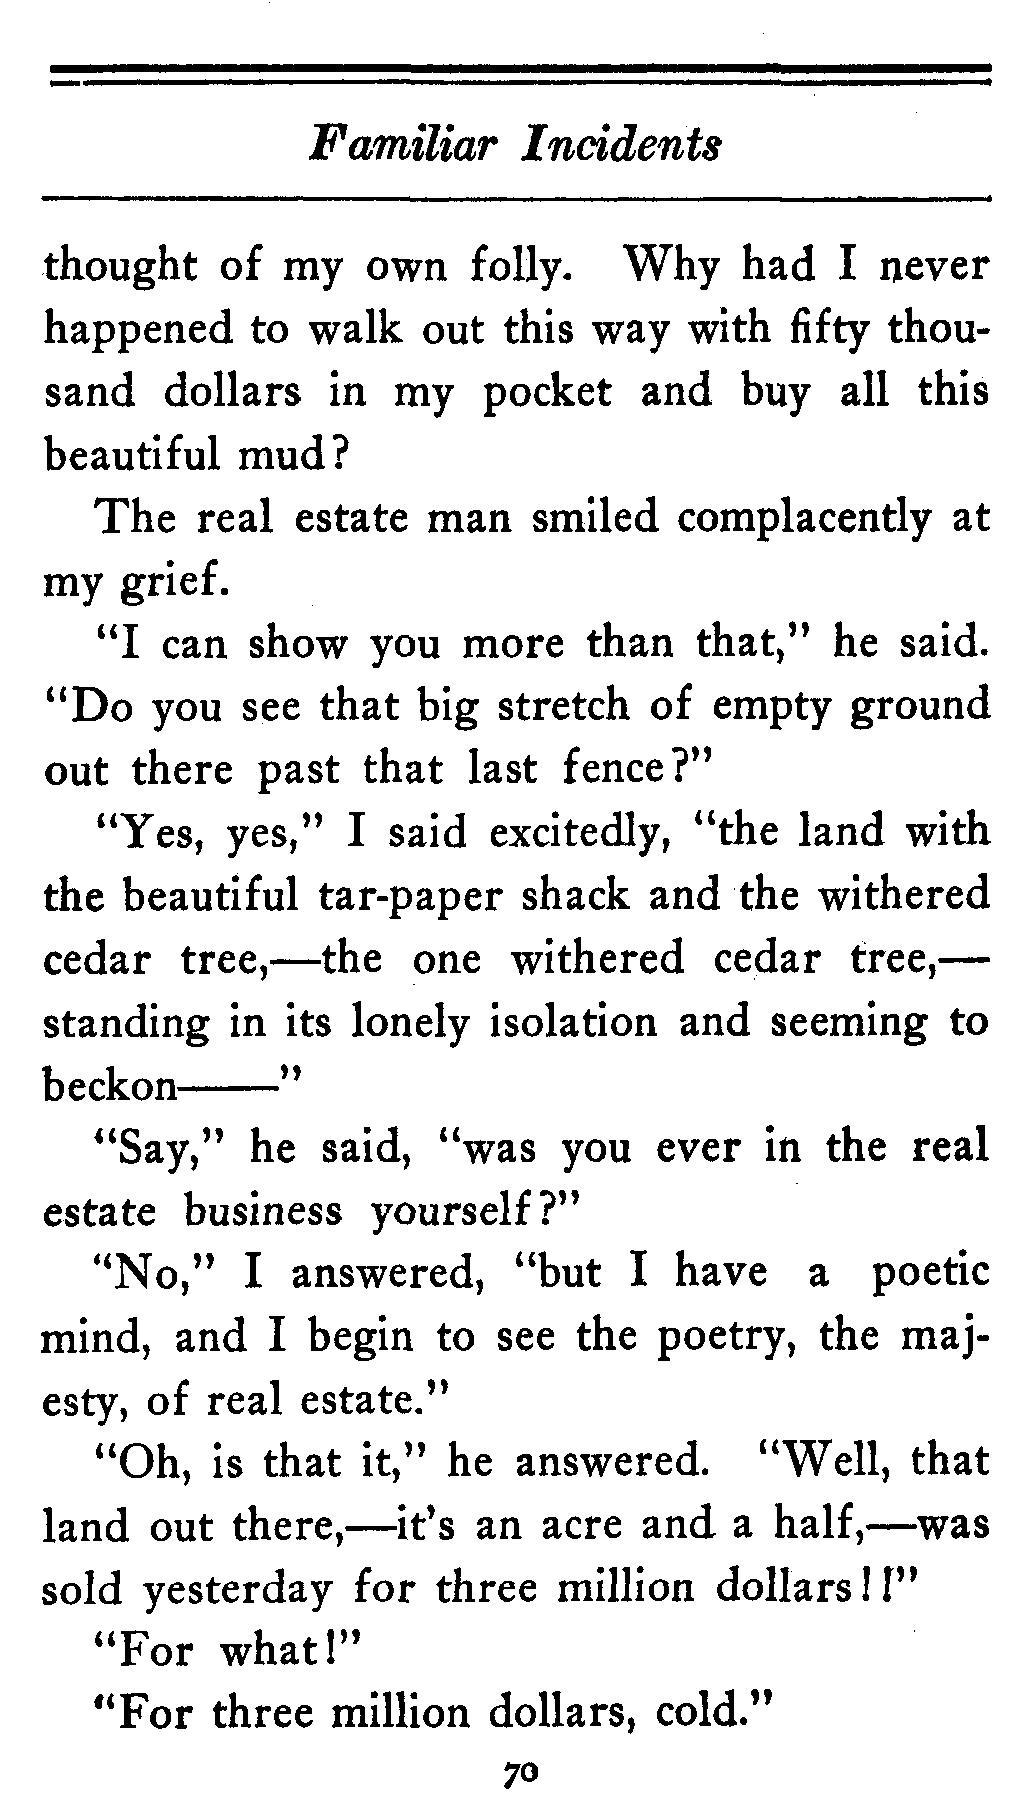 Familiar Incidents
thought of my own folly. Why had I never
happened to walk out this way with fifty thou-
sand dollars in my pocket and buy all this
beautiful mud?
The real estate man smiled complacently at
my grief.
"I can show you more than that," he said.
"Do you see that big stretch of empty ground
out there past that last fence?"
"Yes, yes," I said excitedly, "the land with
the beautiful tar-paper shack and the withered
cedar tree,—the one withered cedar tree,—
standing in its lonely isolation and seeming to
beckon——"
"Say," he said, "was you ever in the real
estate business yourself?"
"No," I answered, "but I have a poetic
mind, and I begin to see the poetry, the maj-
esty, of real estate."
"Oh, is that it," he answered. "Well, that
land out there,—it's an acre and a half,—was
sold yesterday for three million dollars!!"
"For what!"
"For three million dollars, cold."
70